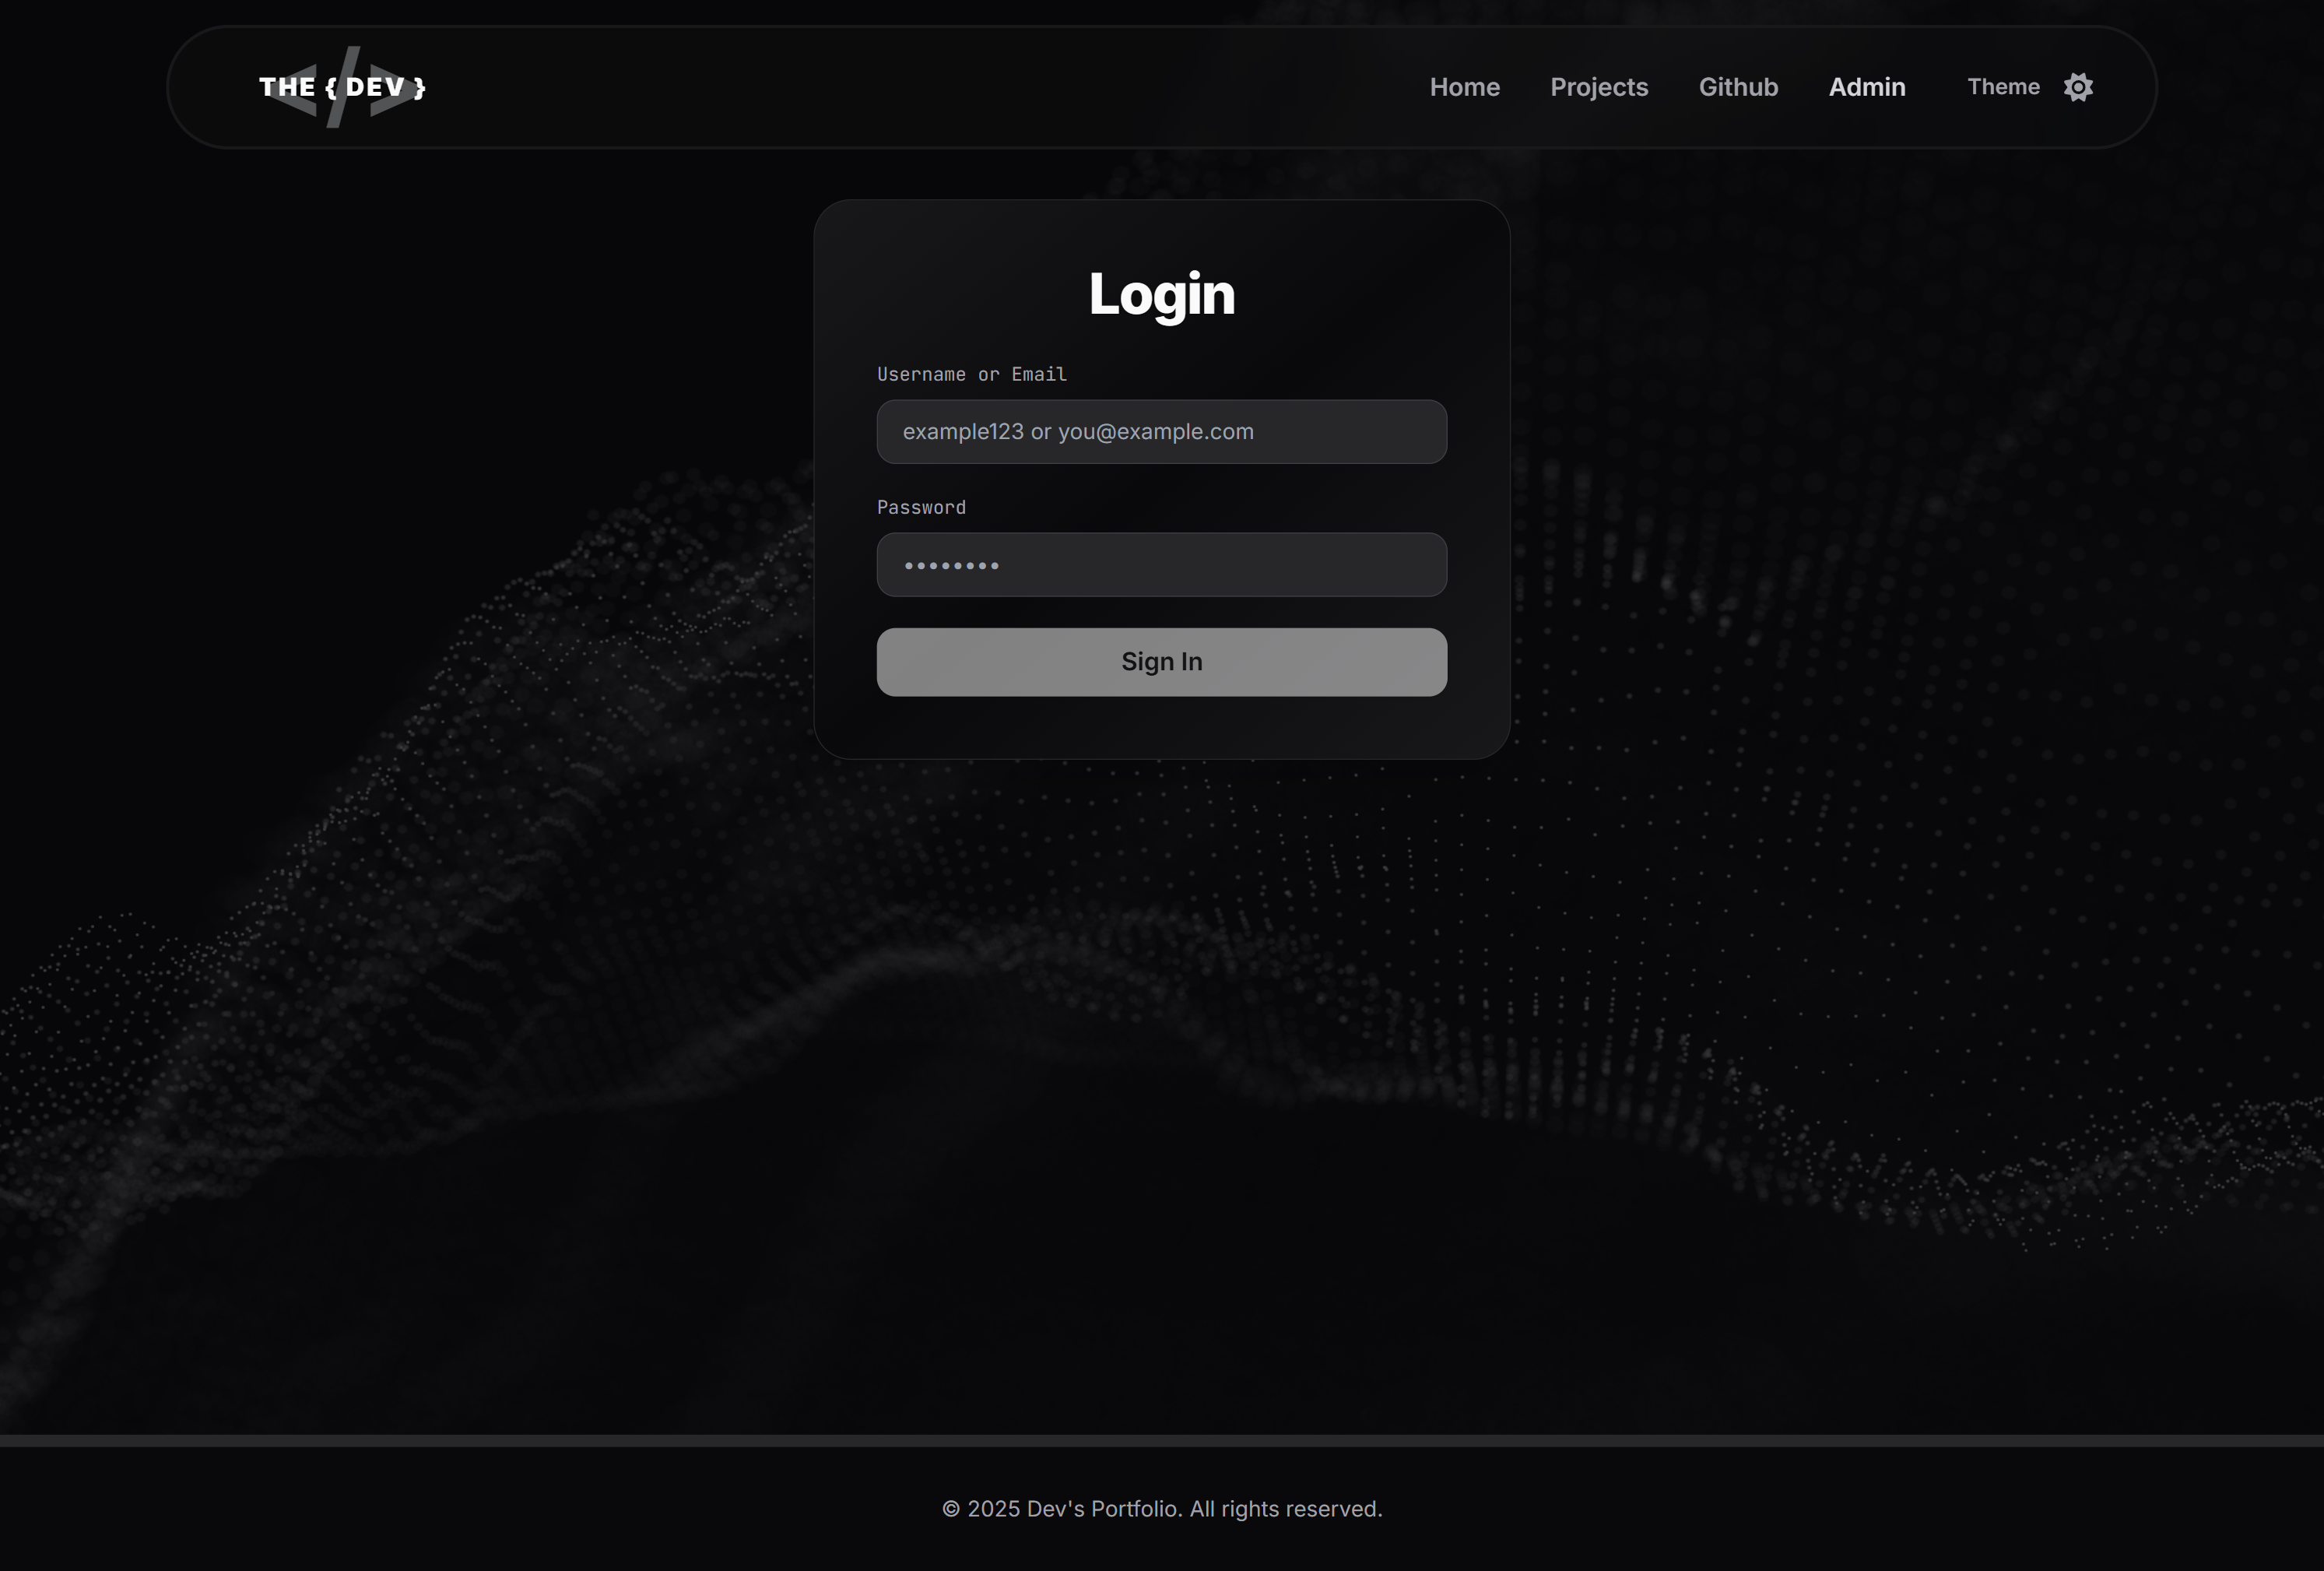 THE { DEV }
Home Projects Github Admin Theme
Login
Username or Email
example123 or you@example.com
Password
••••••••
Sign In
© 2025 Dev's Portfolio. All rights reserved.